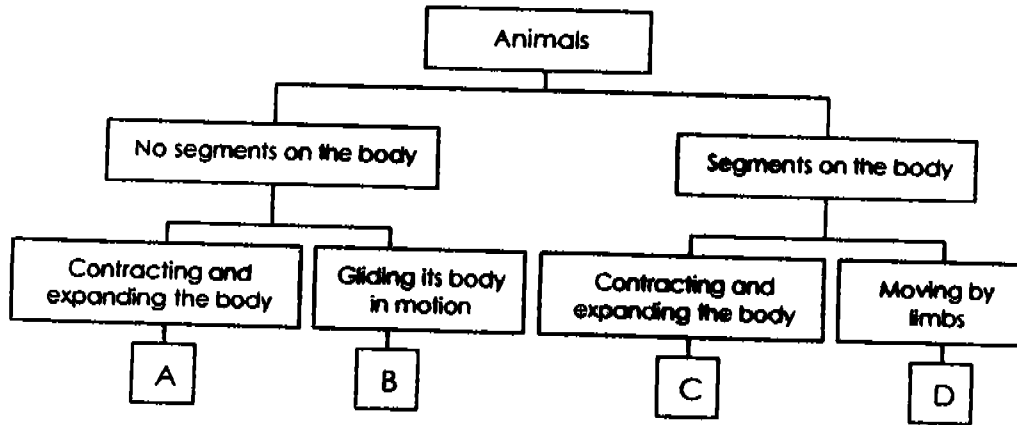 Animals
No segments on the body
Segments on the body
Contracting and
expanding the body
Gliding its body
in motion
Contracting and
expanding the body
Moving by
limbs
A
B
C
D